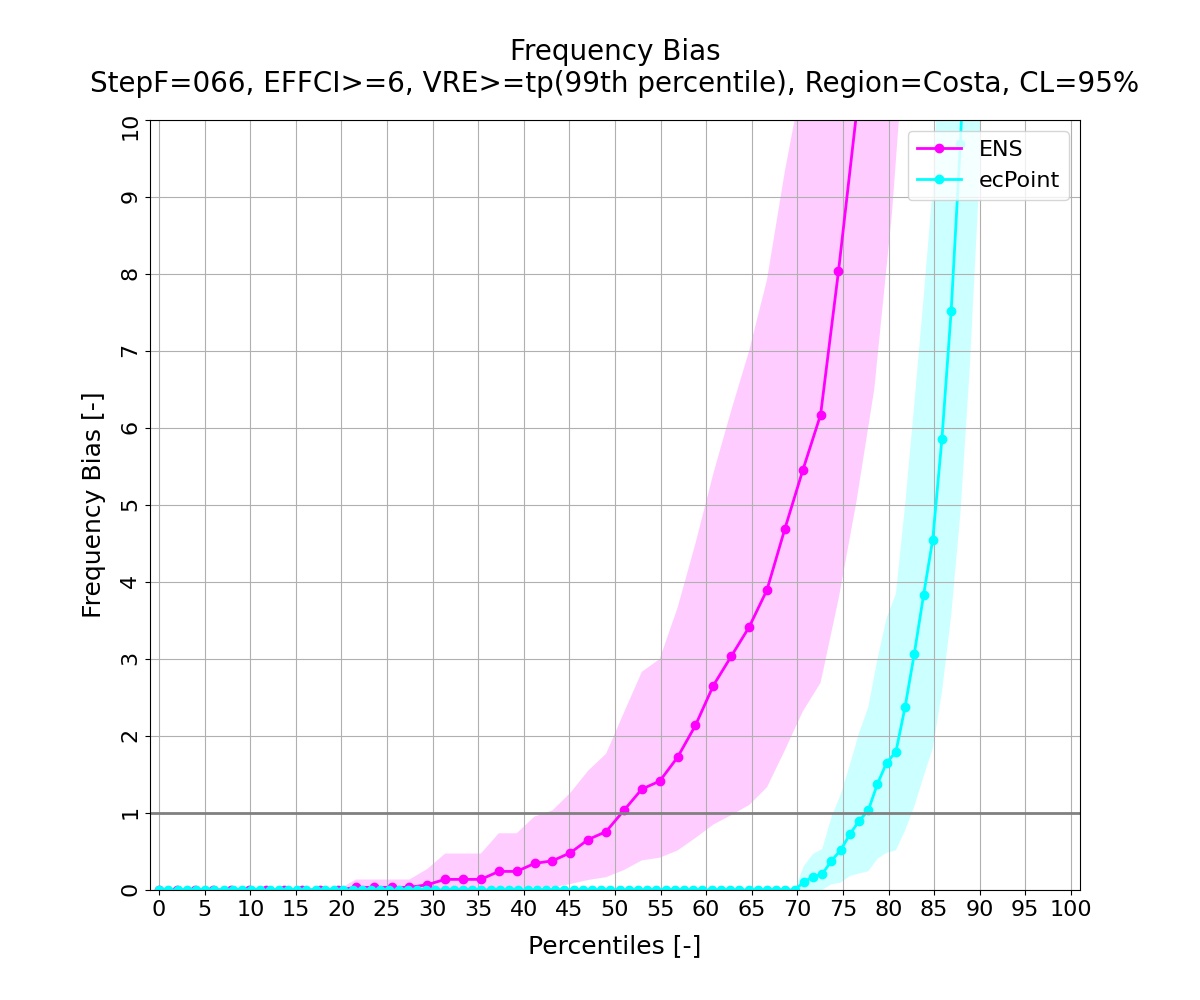 Frequency Bias
StepF=066, EFFCI>=6, VRE>=tp(99th percentile), Region=Costa, CL=95%
ENS
ecPoint
10
9
8
7
6
5
4
3
2
1
0
Frequency Bias [-]
0 5 10 15 20 25 30 35 40 45 50 55 60 65 70 75 80 85 90 95 100
Percentiles [-]